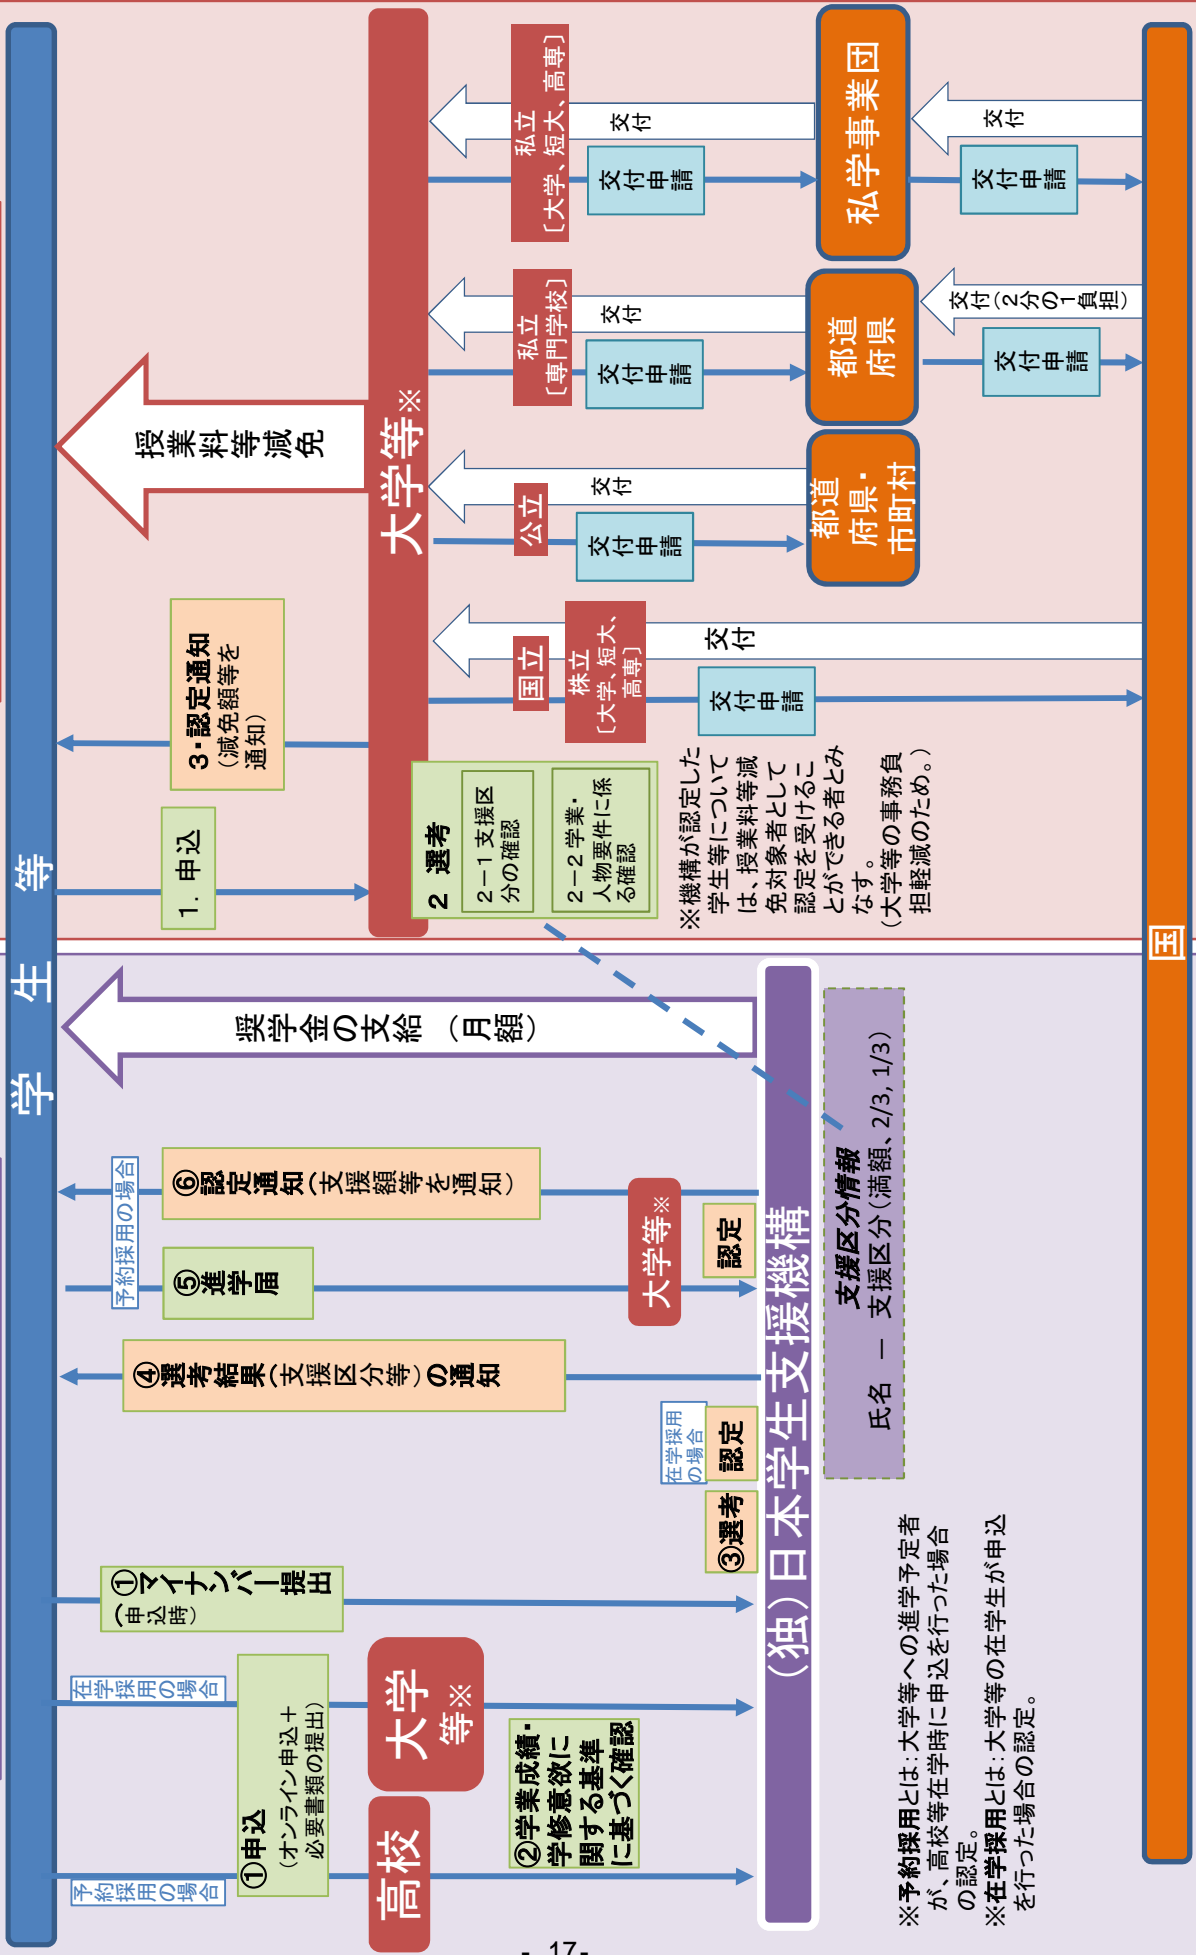 学生等
予約採用の場合
在学採用の場合
①申込
（オンライン申込＋
必要書類の提出）
①マイナンバー提出
（申込時）
高校
大学
等※
②学業成績・
学修意欲に
関する基準
に基づく確認
③選考
認定
在学採用
の場合
④選考結果（支援区分等）の通知
予約採用の場合
⑤進学届
⑥認定通知（支援額等を通知）
大学等※
認定
奨学金の支給　（月額）
（独）日本学生支援機構
支援区分情報
氏名　－　支援区分（満額、2/3, 1/3）
※予約採用とは：大学等への進学予定者
が、高校等在学時に申込を行った場合
の認定。
※在学採用とは：大学等の在学生が申込
を行った場合の認定。
1. 申込
3・認定通知
（減免額等を
通知）
授業料等減免
大学等※
2　選考
2－1 支援区
分の確認
2－2 学業・
人物要件に係
る確認
※機構が認定した
学生等について
は、授業料等減
免対象者として
認定を受けるこ
とができる者とみ
なす。
（大学等の事務負
担軽減のため。）
国立
株立
〔大学、短大、
高専〕
交付申請
交付
公立
交付申請
交付
都道
府県・
市町村
私立
〔専門学校〕
交付申請
交付
都道
府県
交付申請
交付（2分の1負担）
私立
〔大学、短大、高専〕
交付申請
交付
私学事業団
交付申請
交付
国
- 17-